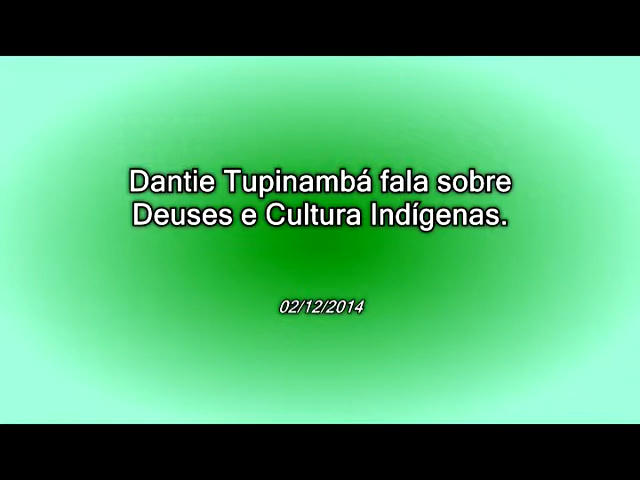 Dantie Tupinambá fala sobre
Deuses e Cultura Indígenas.
02/12/2014